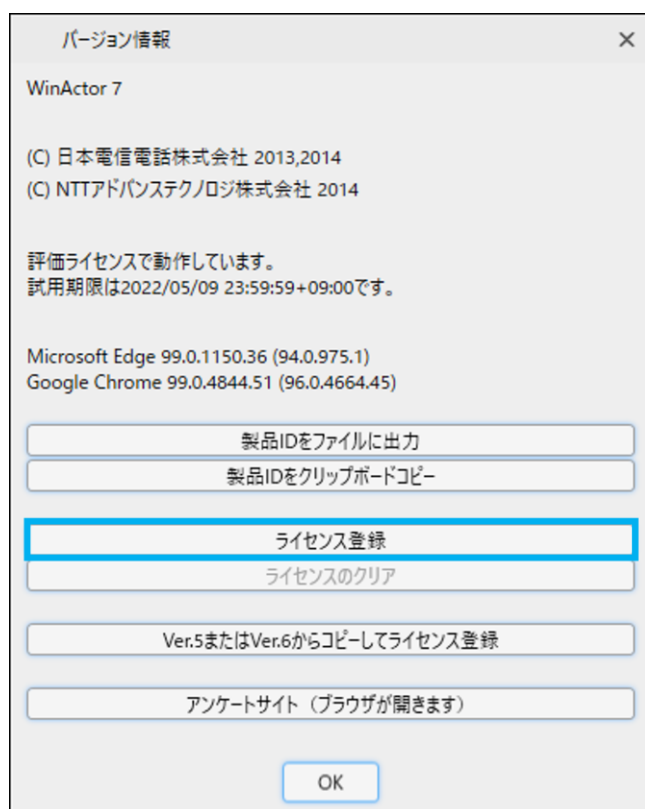 バージョン情報
WinActor 7
(C) 日本電信電話株式会社 2013,2014
(C) NTTアドバンステクノロジ株式会社 2014
評価ライセンスで動作しています。
試用期限は2022/05/09 23:59:59+09:00です。
Microsoft Edge 99.0.1150.36 (94.0.975.1)
Google Chrome 99.0.4844.51 (96.0.4664.45)
製品IDをファイルに出力
製品IDをクリップボードコピー
ライセンス登録
ライセンスのクリア
Ver.5またはVer.6からコピーしてライセンス登録
アンケートサイト（ブラウザが開きます）
OK